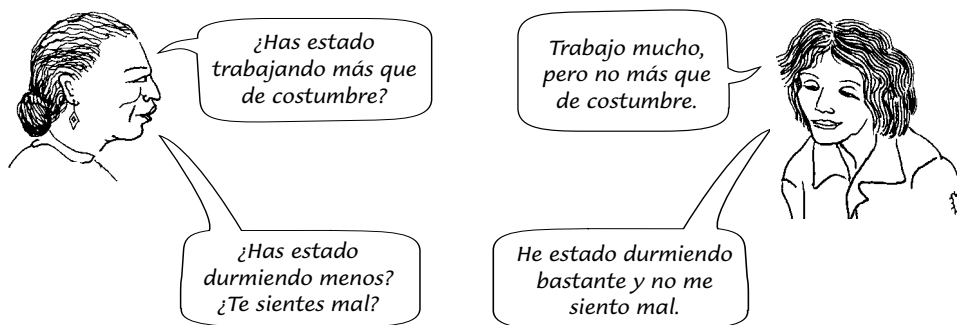 ¿Has estado
trabajando más que
de costumbre?
Trabajo mucho,
pero no más que
de costumbre.
¿Has estado
durmiendo menos?
¿Te sientes mal?
He estado durmiendo
bastante y no me
siento mal.